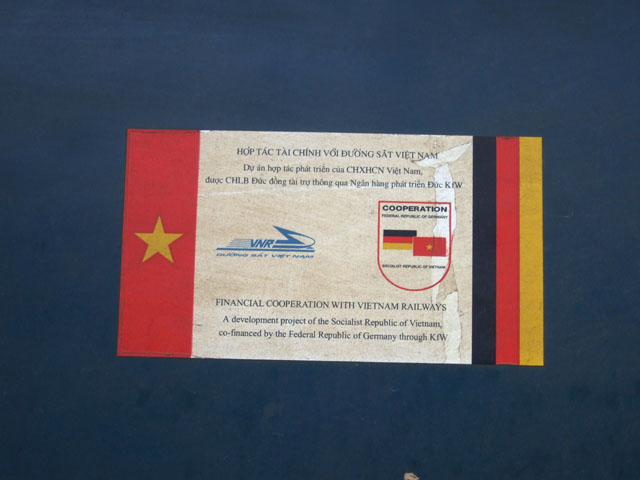 HỢP TÁC TÀI CHÍNH VỚI ĐƯỜNG SẮT VIỆT NAM
Dự án hợp tác phát triển của CHXHCN Việt Nam,
được CHLB Đức đồng tài trợ thông qua Ngân hàng phát triển Đức KfW
COOPERATION
FEDERAL REPUBLIC OF GERMANY
VNR
ĐƯỜNG SẮT VIỆT NAM
SOCIALIST REPUBLIC OF VIETNAM
FINANCIAL COOPERATION WITH VIETNAM RAILWAYS
A development project of the Socialist Republic of Vietnam,
co-financed by the Federal Republic of Germany through KfW